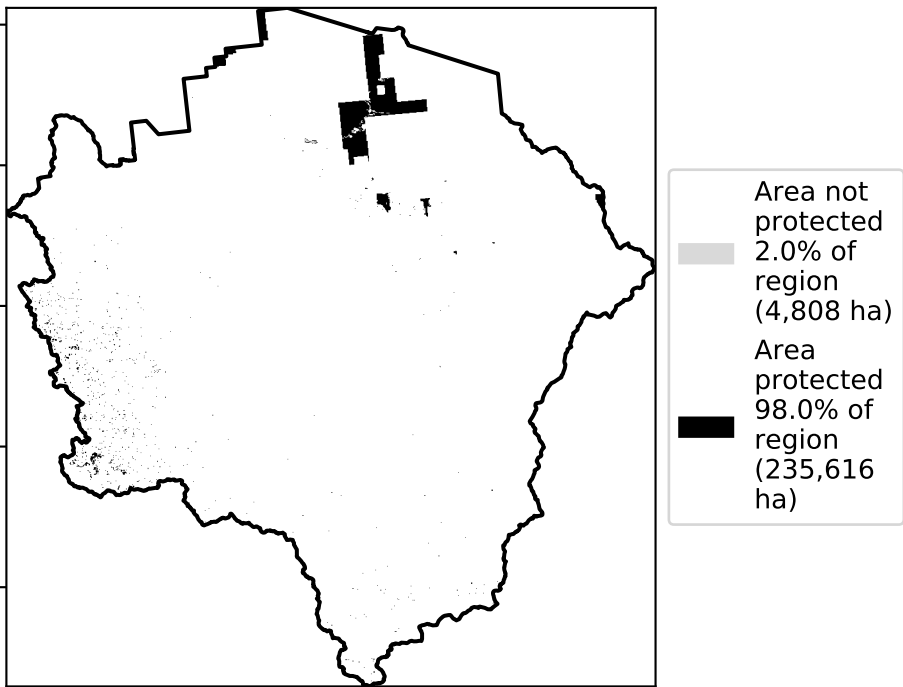 Area not
protected
2.0% of
region
(4,808 ha)
Area
protected
98.0% of
region
(235,616
ha)